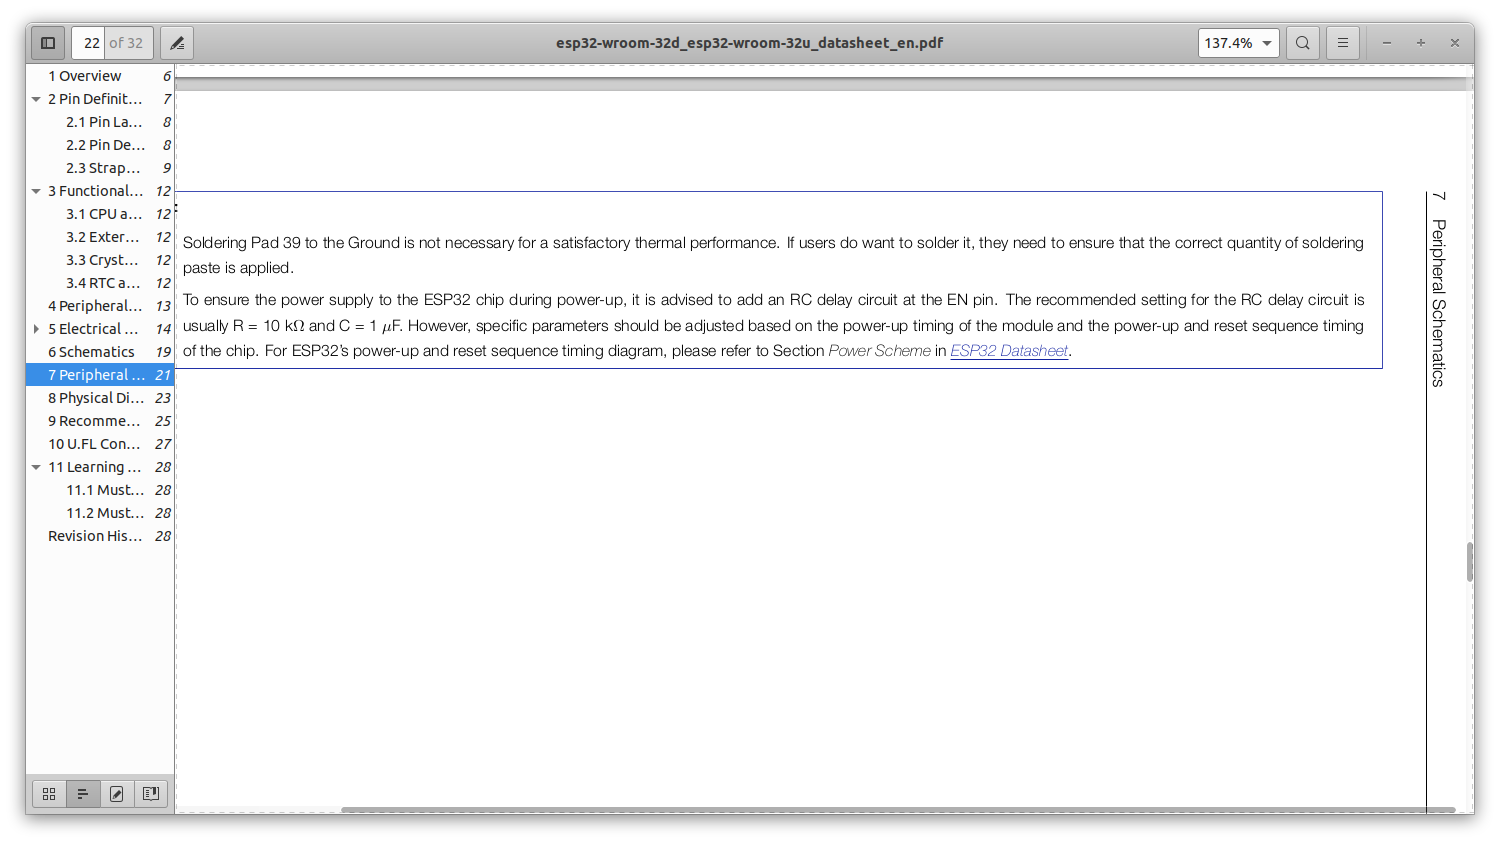 22 of 32
esp32-wroom-32d_esp32-wroom-32u_datasheet_en.pdf
137.4%
1 Overview 6
2 Pin Definit... 7
2.1 Pin La... 8
2.2 Pin De... 8
2.3 Strap... 9
3 Functional... 12
3.1 CPU a... 12
3.2 Exter... 12
3.3 Cryst... 12
3.4 RTC a... 12
4 Peripheral... 13
5 Electrical ... 14
6 Schematics 19
7 Peripheral ... 21
8 Physical Di... 23
9 Recomme... 25
10 U.FL Con... 27
11 Learning ... 28
11.1 Must... 28
11.2 Must... 28
Revision His... 28
:
Soldering Pad 39 to the Ground is not necessary for a satisfactory thermal performance. If users do want to solder it, they need to ensure that the correct quantity of soldering
paste is applied.
To ensure the power supply to the ESP32 chip during power-up, it is advised to add an RC delay circuit at the EN pin. The recommended setting for the RC delay circuit is
usually R = 10 kΩ and C = 1 μF. However, specific parameters should be adjusted based on the power-up timing of the module and the power-up and reset sequence timing
of the chip. For ESP32's power-up and reset sequence timing diagram, please refer to Section Power Scheme in ESP32 Datasheet.
7 Peripheral Schematics